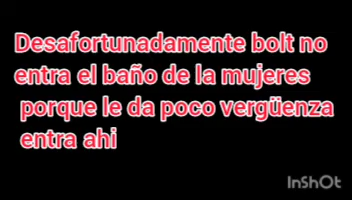 Desafortunadamente bolt no
entra el baño de la mujeres
porque le da poco vergüenza
entra ahi
InShOt